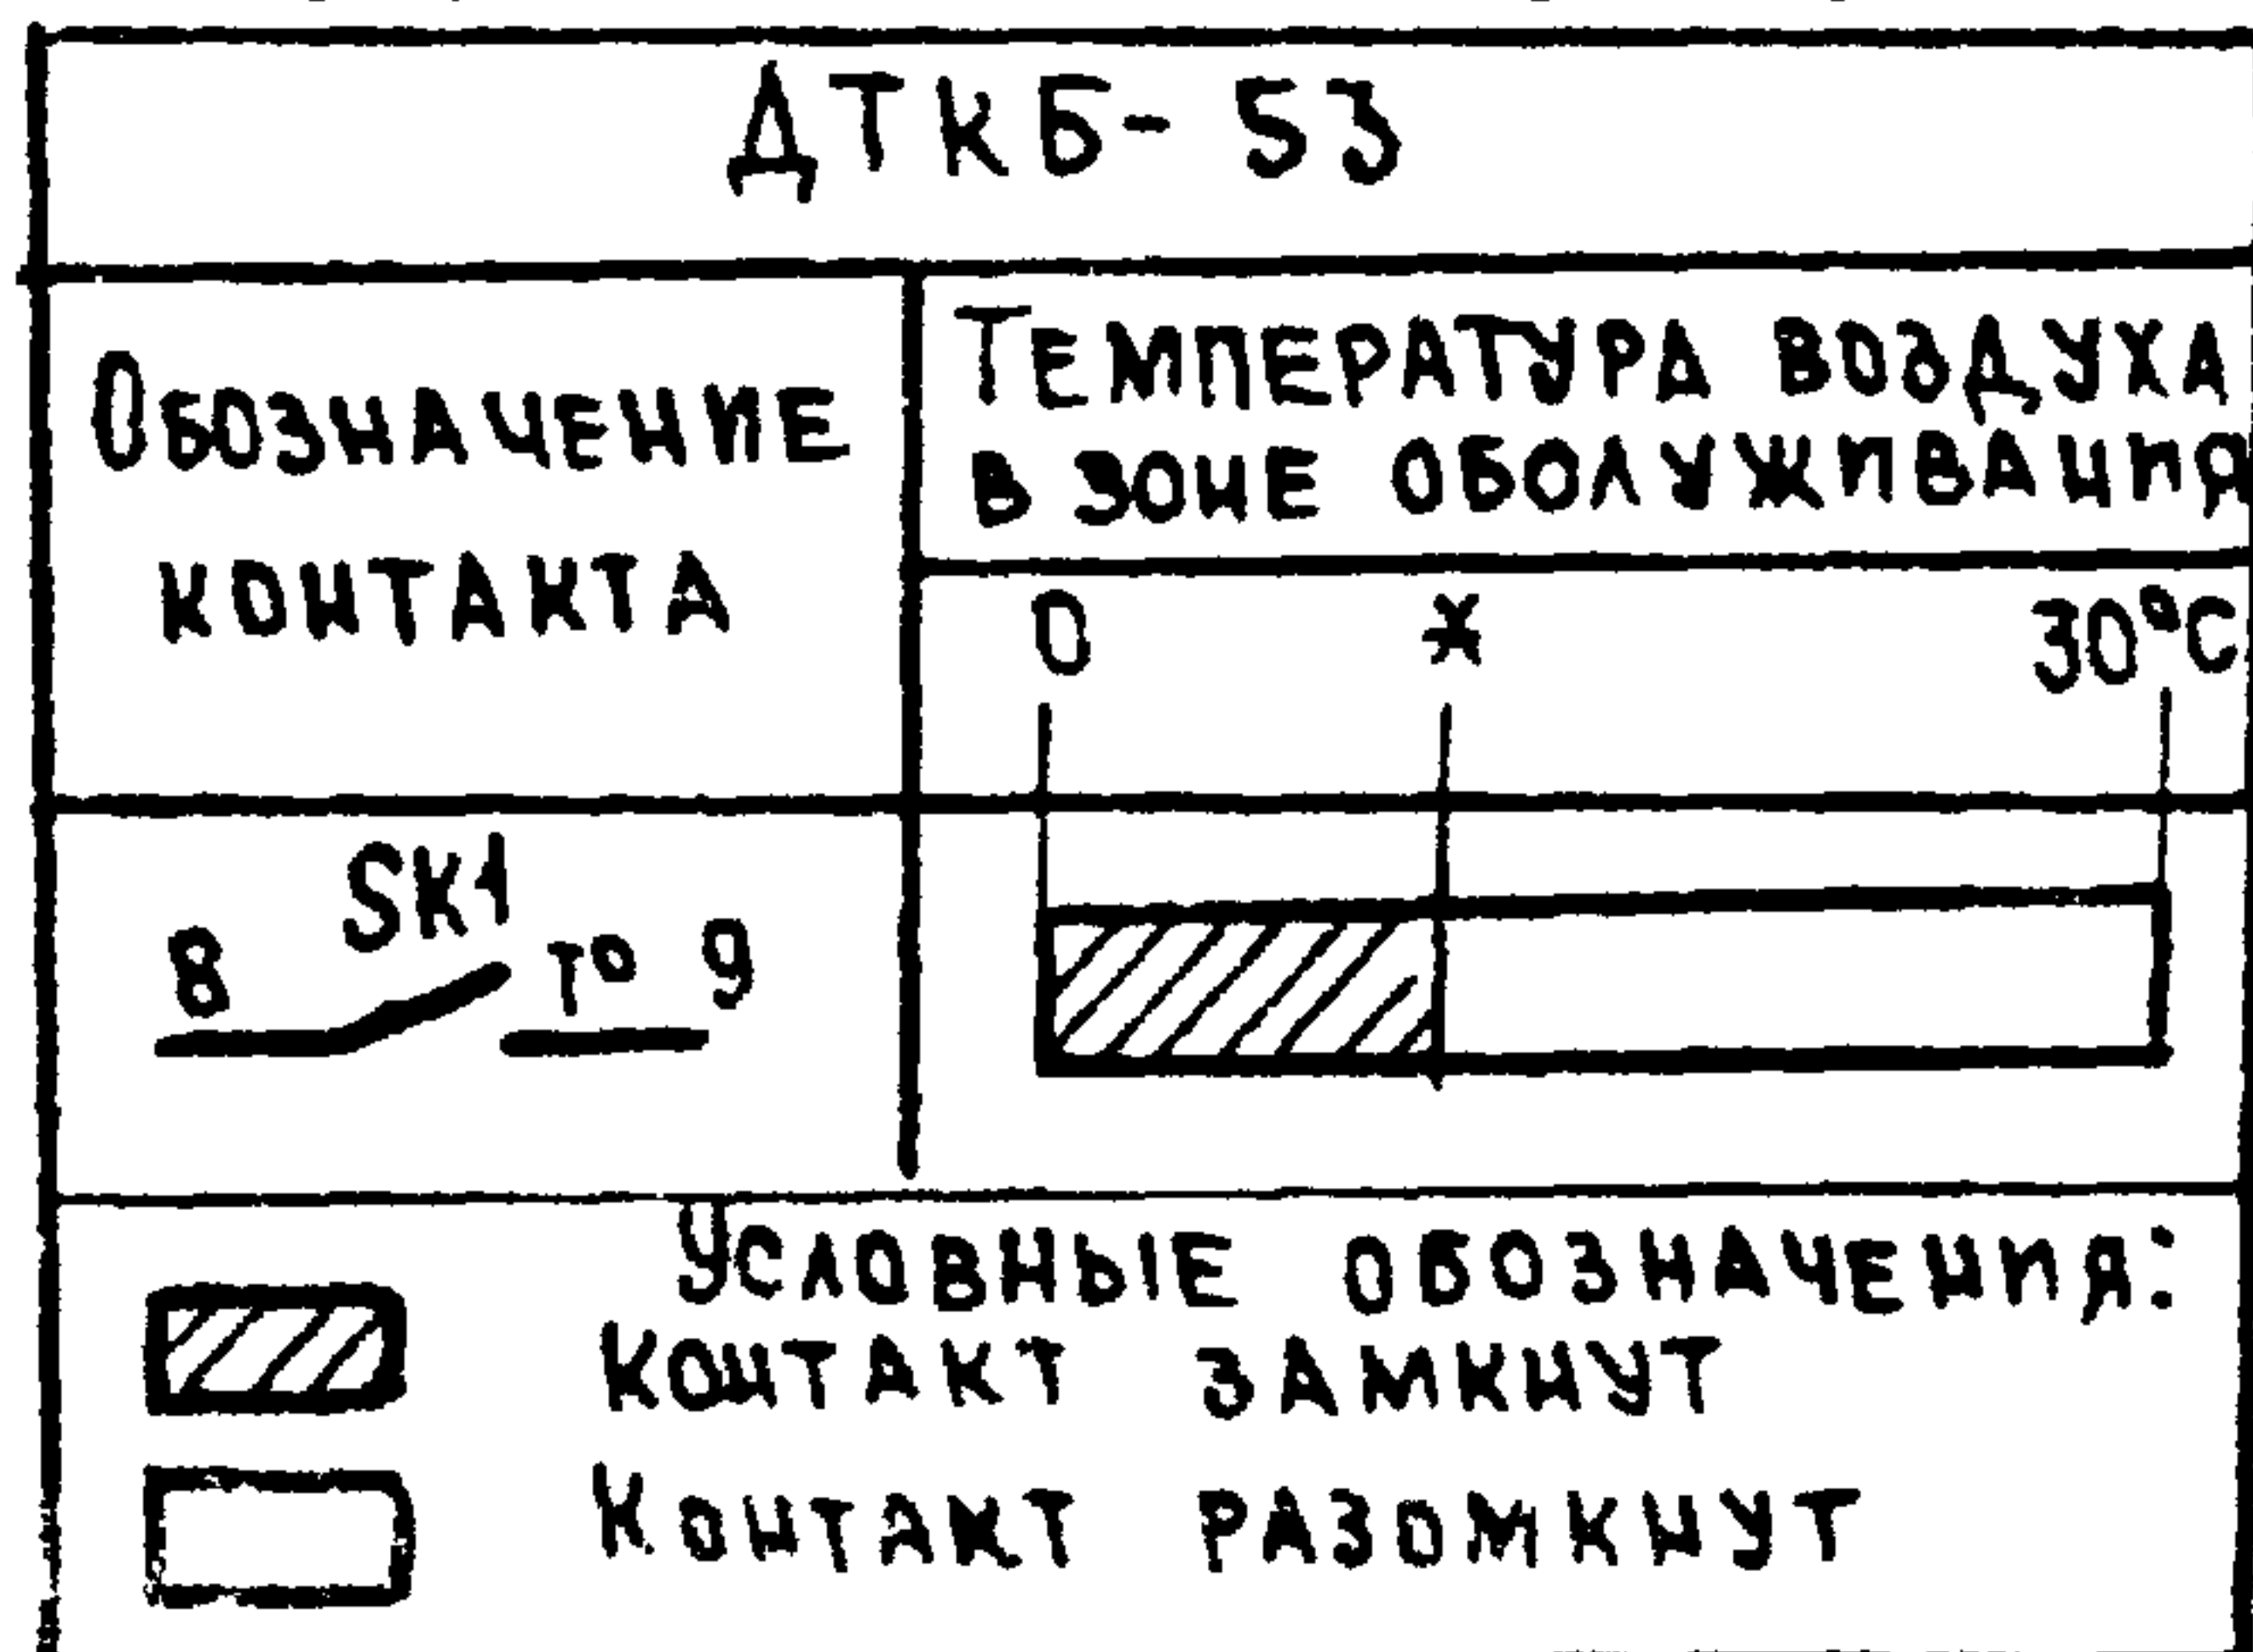 ДТКБ-53
Обозначение
контакта
Температура воздуха
в зоне оболуживания
0 * 30°С
SK1
8 т° 9
Условные обозначения:
Контакт замкнут
Контакт разомкнут